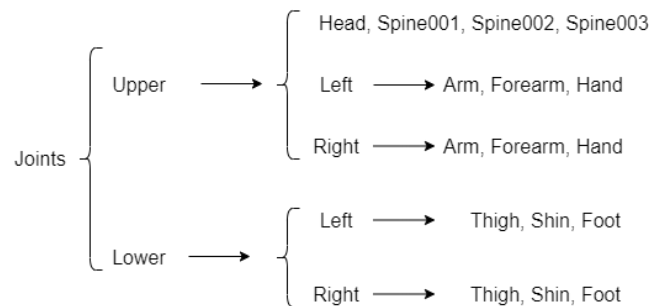 Head, Spine001, Spine002, Spine003
Upper
Left
Arm, Forearm, Hand
Right
Arm, Forearm, Hand
Joints
Left
Thigh, Shin, Foot
Lower
Right
Thigh, Shin, Foot